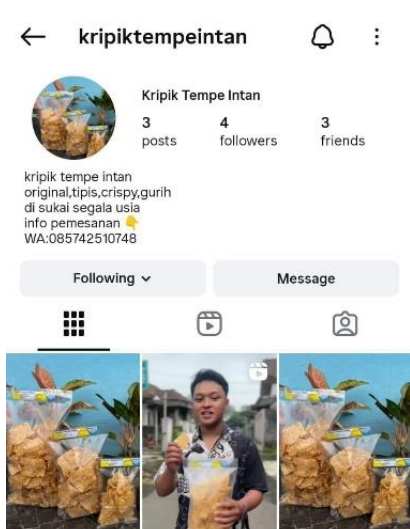 kripiktempeintan
Kripik Tempe Intan
3 4 3
posts followers friends
kripik tempe intan
original,tipis,crispy,gurih
di sukai segala usia
info pemesanan 👇
WA:085742510748
Following Message